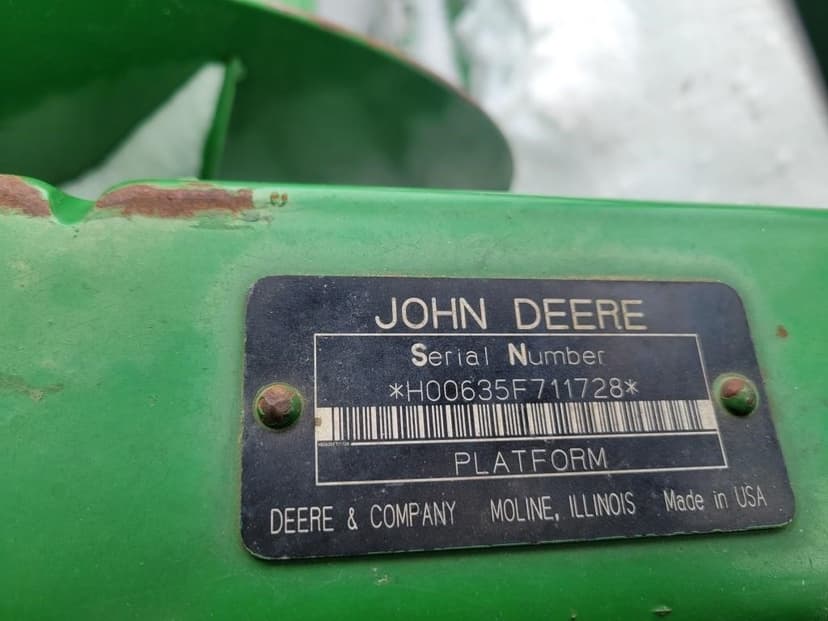 JOHN DEERE
Serial Number
*H00635F711728*
PLATFORM
DEERE & COMPANY MOLINE, ILLINOIS Made in USA